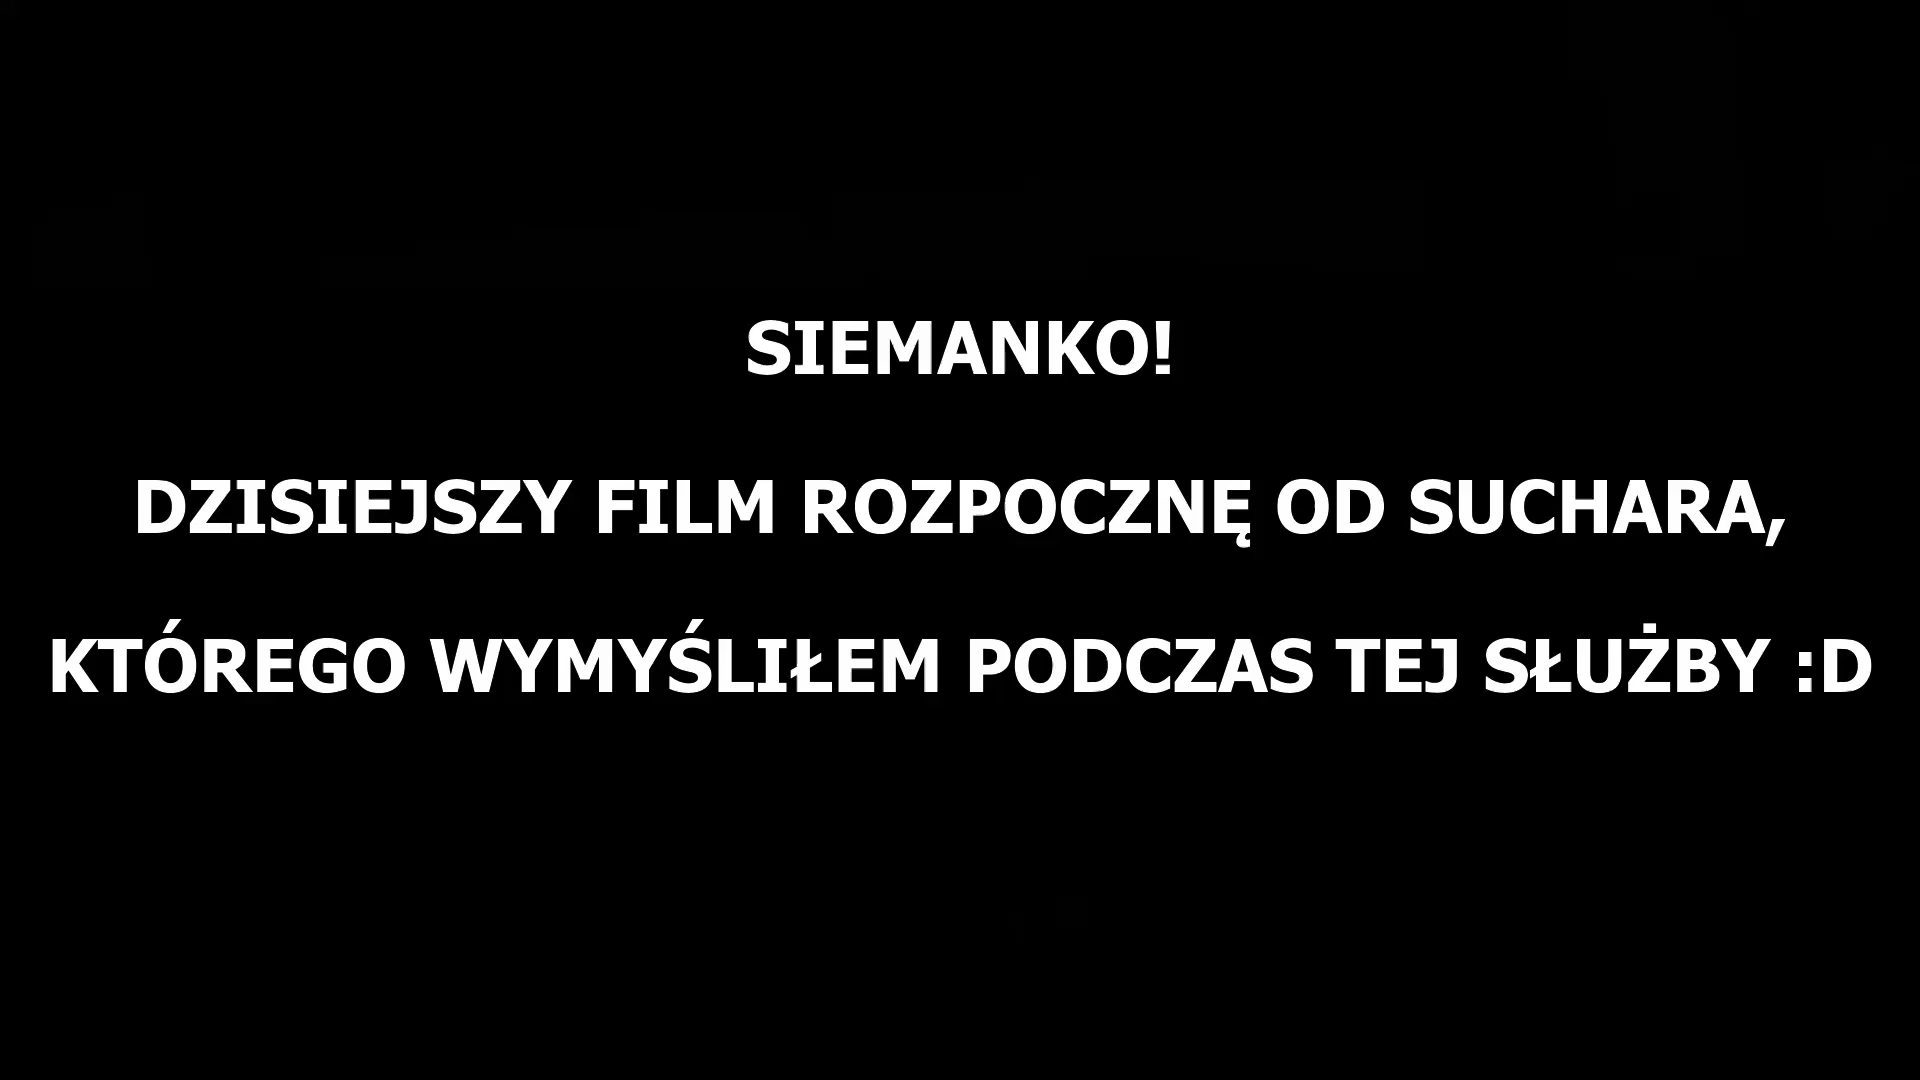 SIEMANKO!
DZISIEJSZY FILM ROZPOCZNĘ OD SUCHARA,
KTÓREGO WYMYŚLIŁEM PODCZAS TEJ SŁUŻBY :D